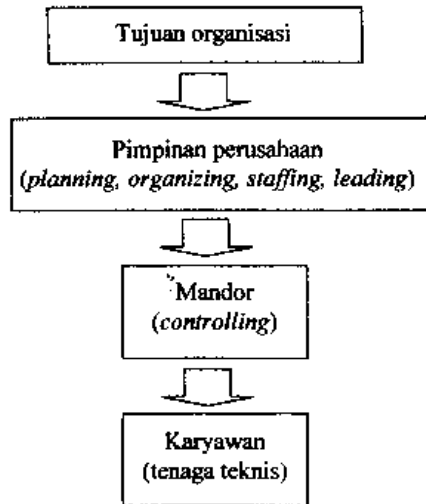 Tujuan organisasi
Pimpinan perusahaan
(planning, organizing, staffing, leading)
Mandor
(controlling)
Karyawan
(tenaga teknis)